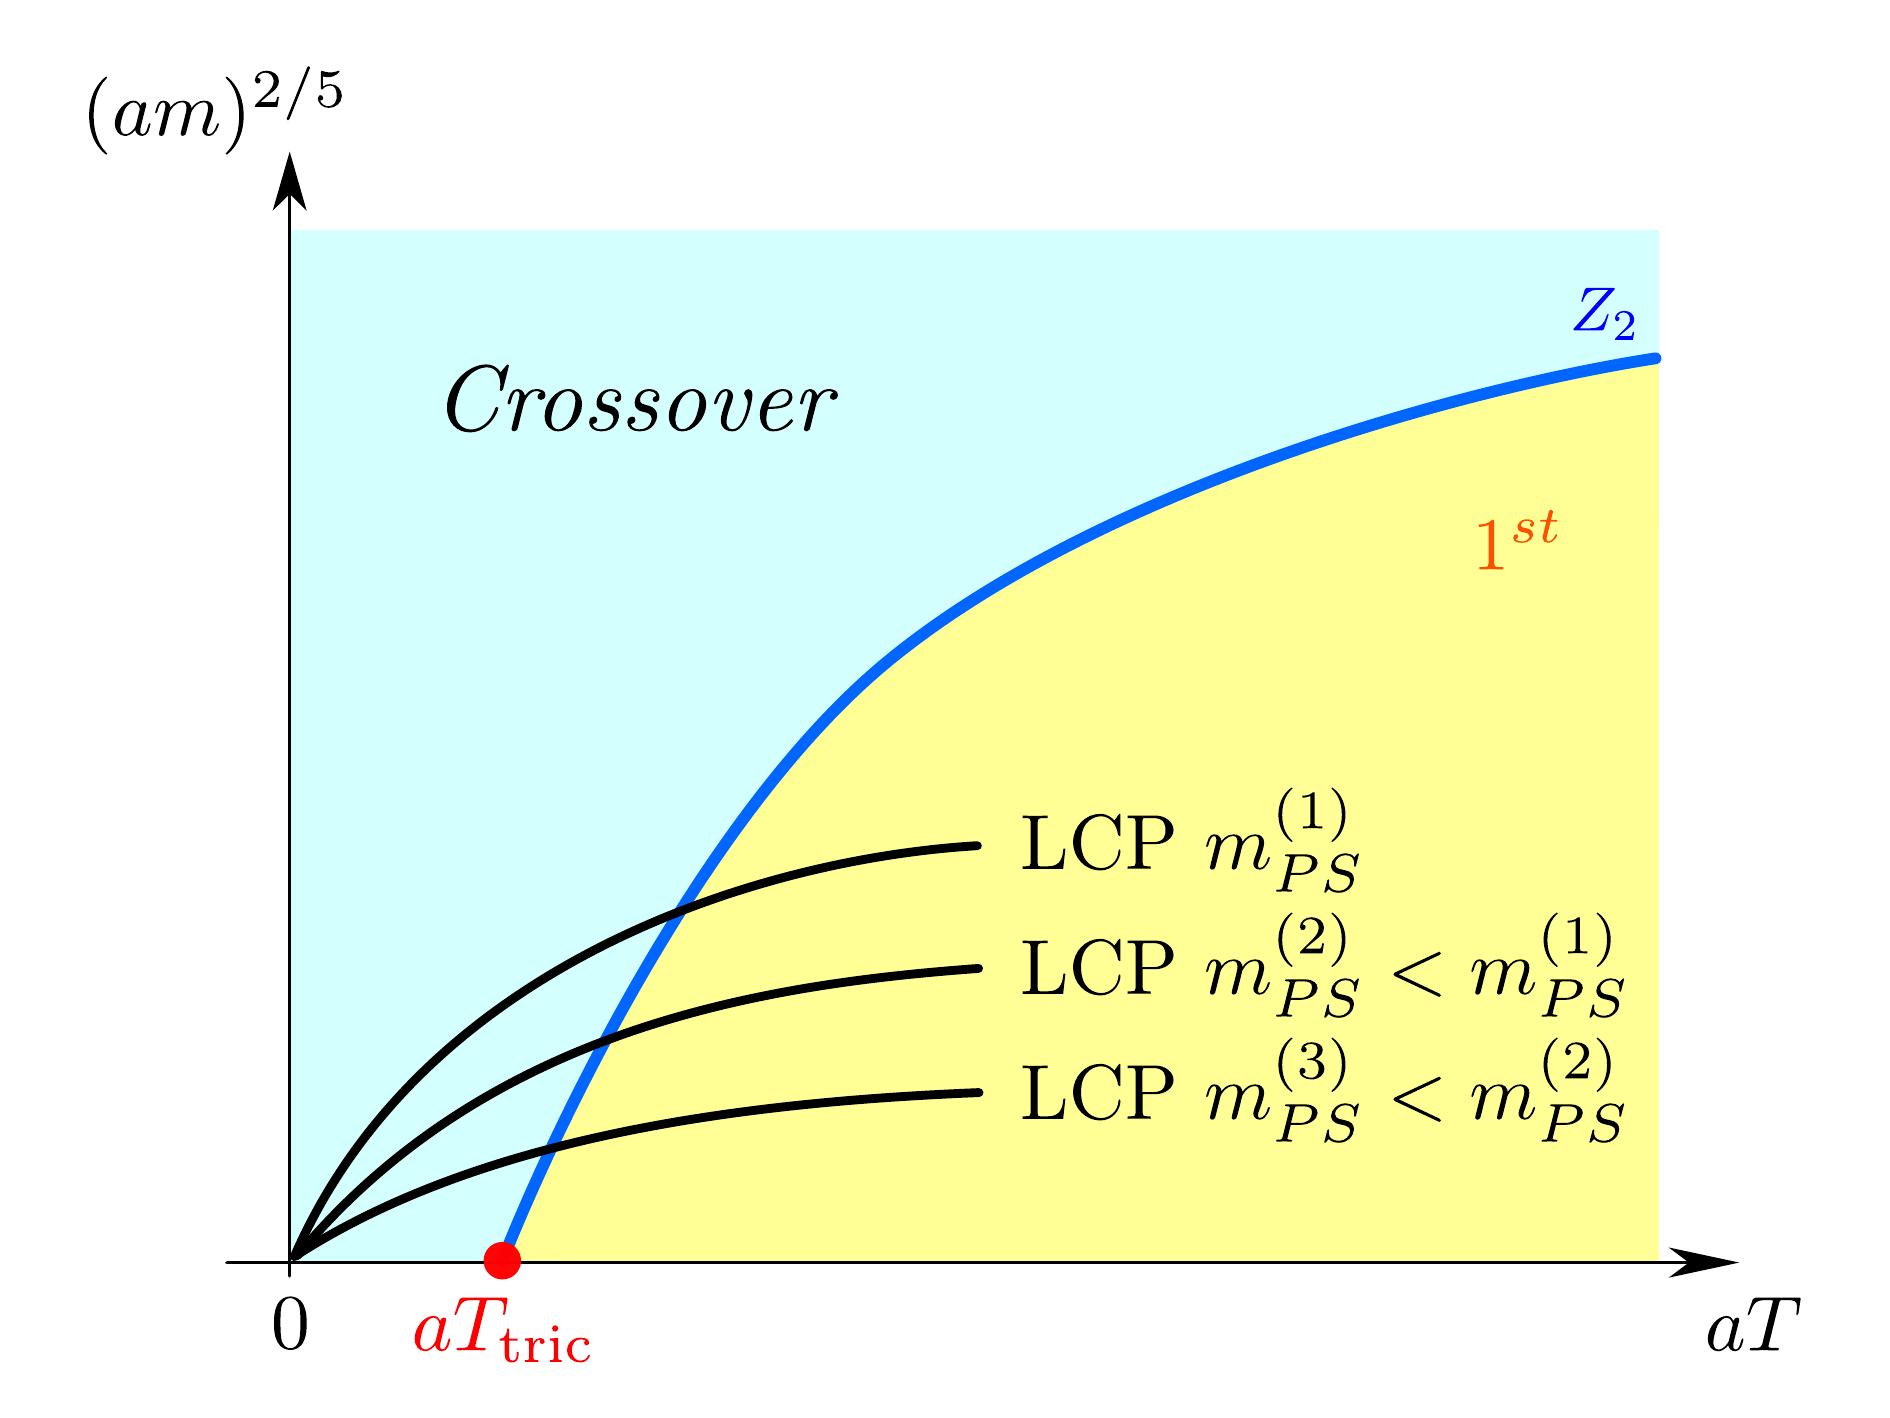 (am)^{2/5}
Z_2
Crossover
1^{st}
LCP m_{PS}^{(1)}
LCP m_{PS}^{(2)} < m_{PS}^{(1)}
LCP m_{PS}^{(3)} < m_{PS}^{(2)}
0
aT_{tric}
aT